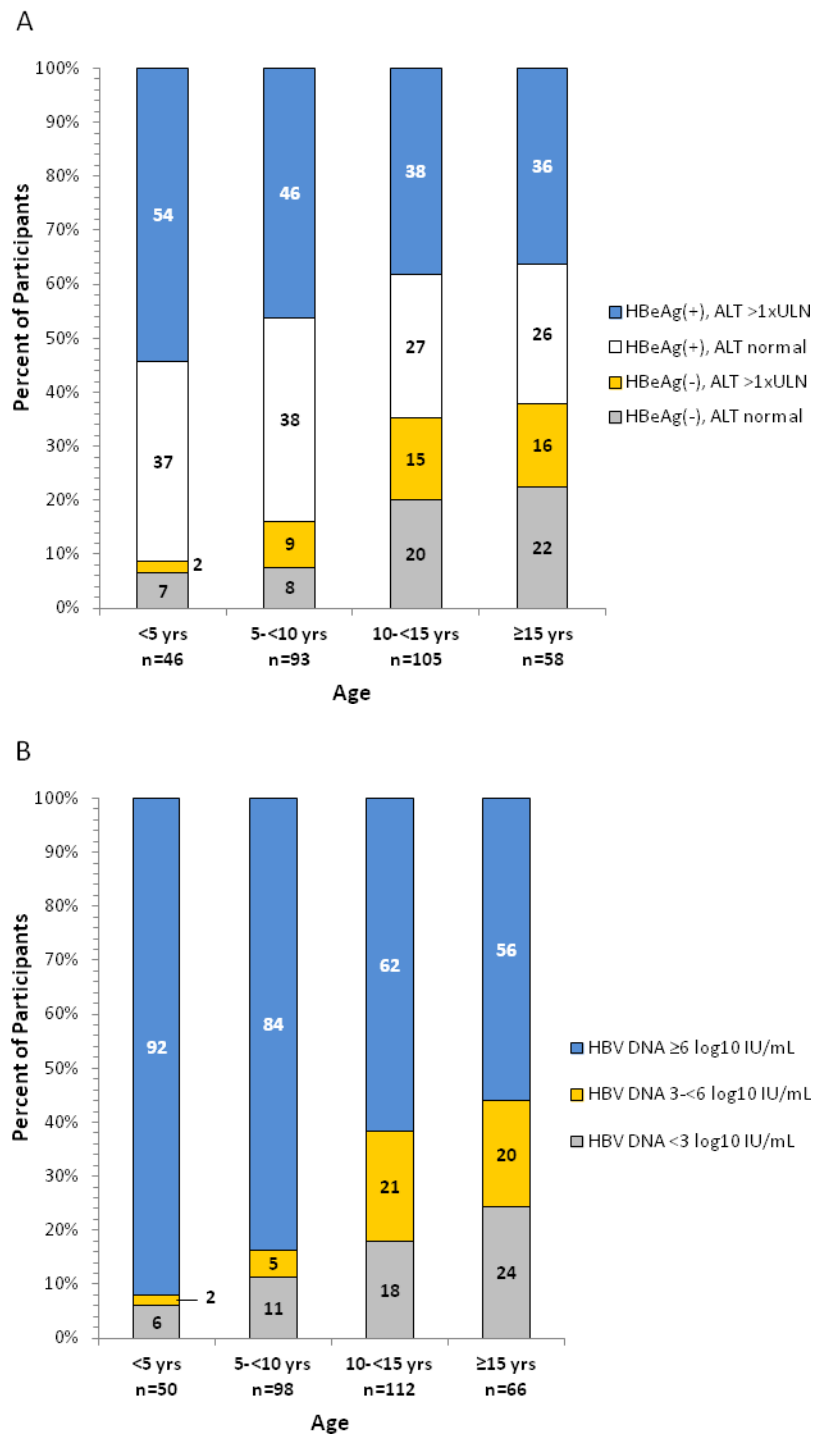 A
100%
90%
80%
70%
60%
50%
40%
30%
20%
10%
0%
Percent of Participants
54
37
2
7
46
38
9
8
38
27
15
20
36
26
16
22
<5 yrs
n=46
5-<10 yrs
n=93
10-<15 yrs
n=105
≥15 yrs
n=58
Age
HBeAg(+), ALT >1xULN
HBeAg(+), ALT normal
HBeAg(-), ALT >1xULN
HBeAg(-), ALT normal
B
100%
90%
80%
70%
60%
50%
40%
30%
20%
10%
0%
Percent of Participants
92
2
6
84
5
11
62
21
18
56
20
24
<5 yrs
n=50
5-<10 yrs
n=98
10-<15 yrs
n=112
≥15 yrs
n=66
Age
HBV DNA ≥6 log10 IU/mL
HBV DNA 3-<6 log10 IU/mL
HBV DNA <3 log10 IU/mL